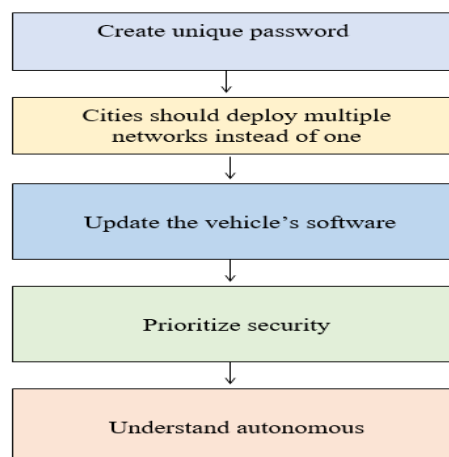 Create unique password
Cities should deploy multiple
networks instead of one
Update the vehicle’s software
Prioritize security
Understand autonomous